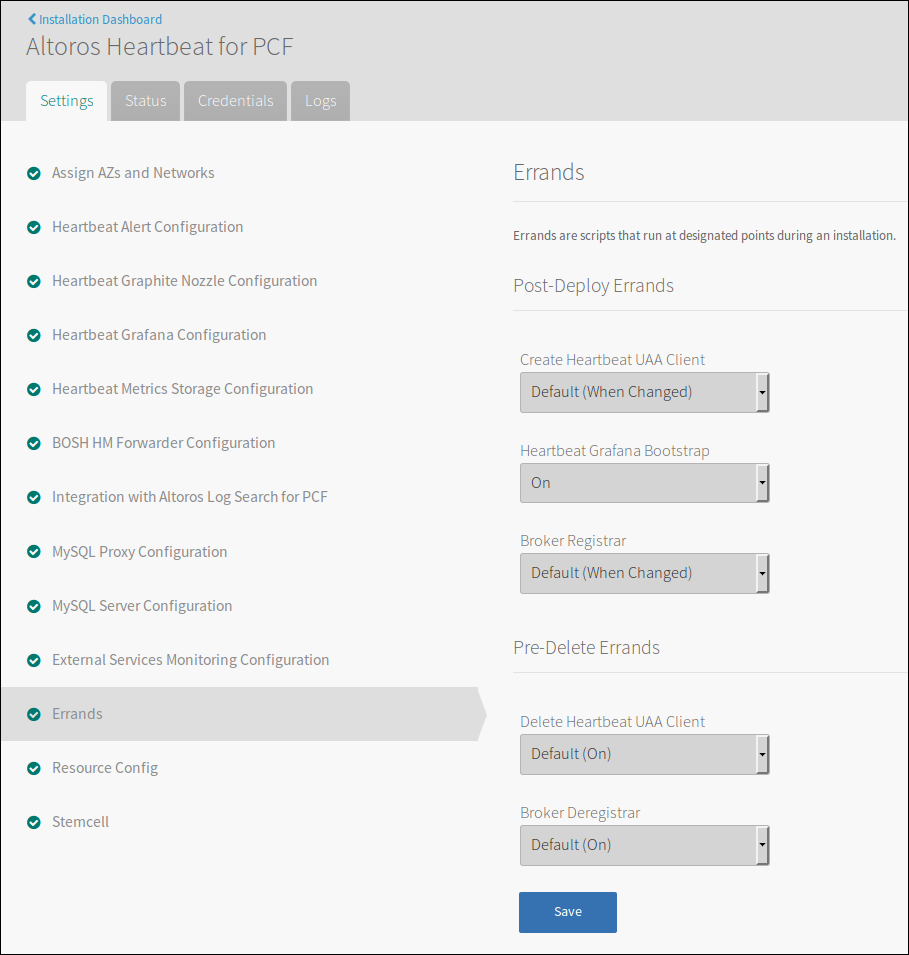 Installation Dashboard
Altoros Heartbeat for PCF
Settings
Status
Credentials
Logs
Assign AZs and Networks
Heartbeat Alert Configuration
Heartbeat Graphite Nozzle Configuration
Heartbeat Grafana Configuration
Heartbeat Metrics Storage Configuration
BOSH HM Forwarder Configuration
Integration with Altoros Log Search for PCF
MySQL Proxy Configuration
MySQL Server Configuration
External Services Monitoring Configuration
Errands
Resource Config
Stemcell
Errands
Errands are scripts that run at designated points during an installation.
Post-Deploy Errands
Create Heartbeat UAA Client
Default (When Changed)
Heartbeat Grafana Bootstrap
On
Broker Registrar
Default (When Changed)
Pre-Delete Errands
Delete Heartbeat UAA Client
Default (On)
Broker Deregistrar
Default (On)
Save